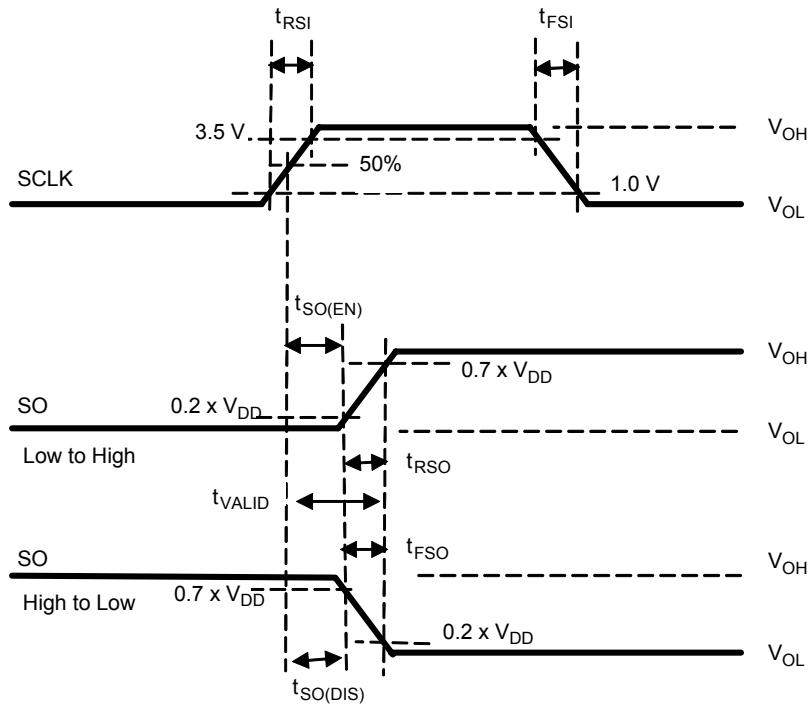 tRSI
tFSI
3.5 V
VOH
50%
SCLK
1.0 V
VOL
tSO(EN)
VOH
0.7 x VDD
SO
0.2 x VDD
VOL
Low to High
tRSO
tVALID
SO
tFSO
VOH
High to Low
0.7 x VDD
0.2 x VDD
VOL
tSO(DIS)